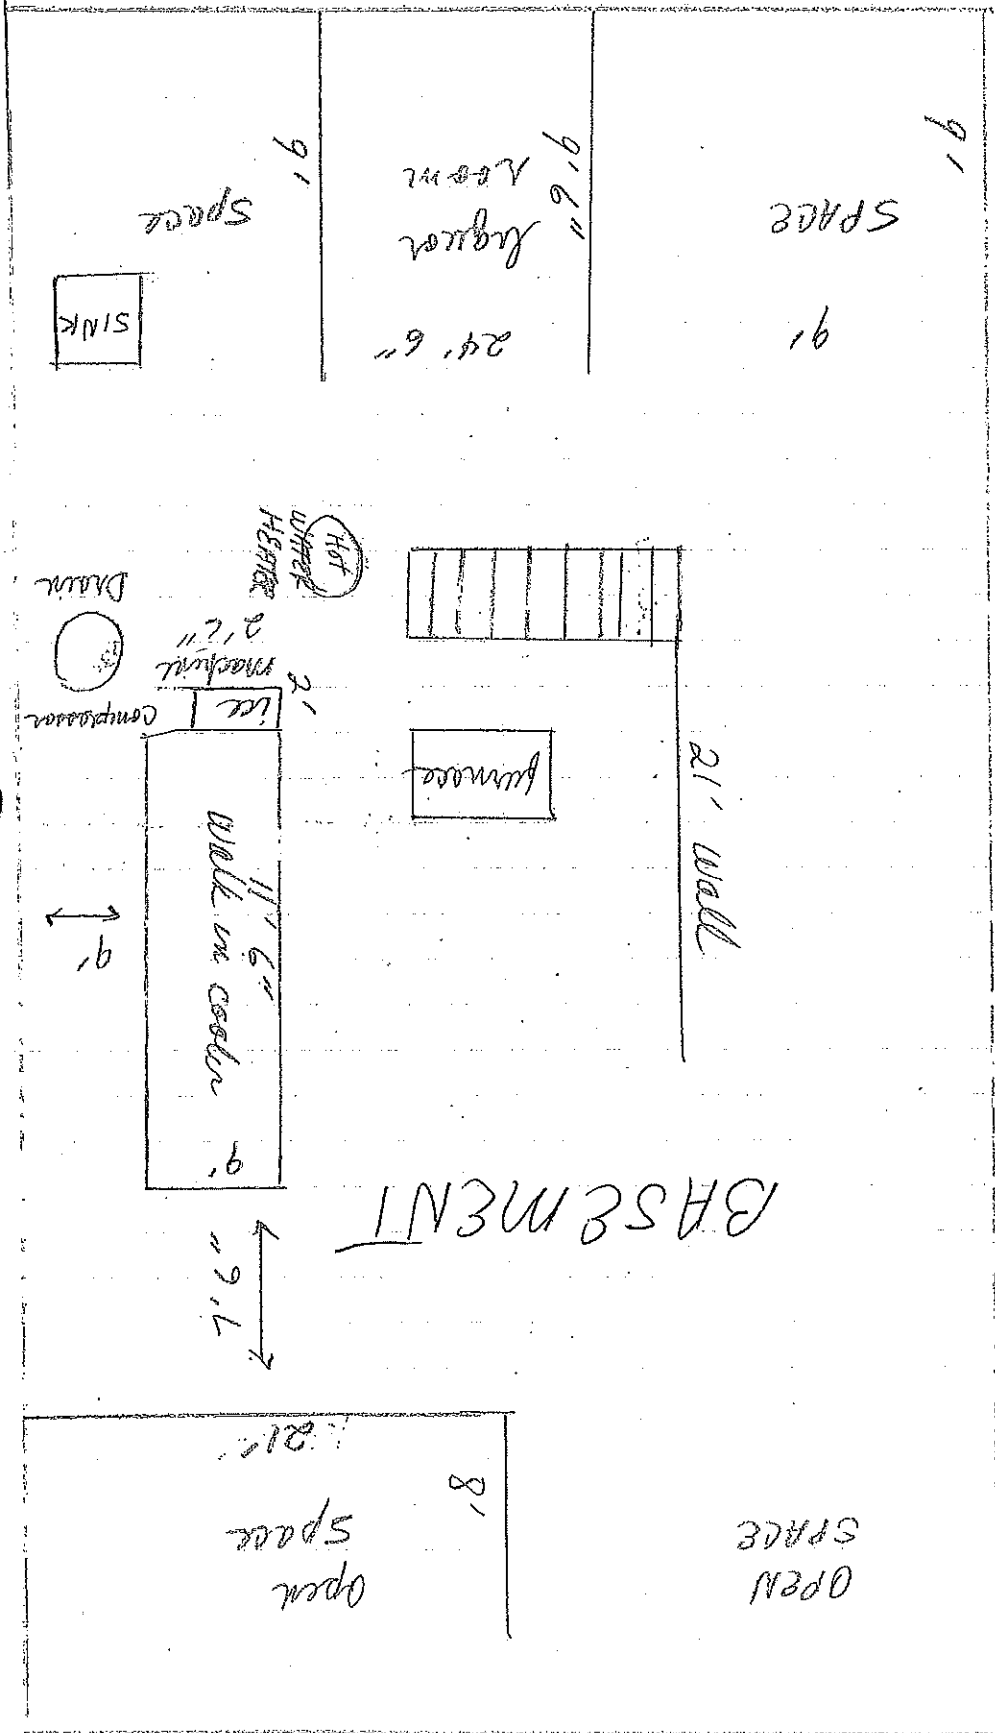 OPEN
SPACE
Open
Space
8'
21'
7' 6"
BASEMENT
21' Wall
11' 6"
Walk in cooler
9'
9'
furnace
ice
machine
2'
2' 6"
compressor
Drain
HOT
WATER
HEATER
9'
SPACE
9'
24' 6"
liquor
room
9' 6"
SINK
Space
9'